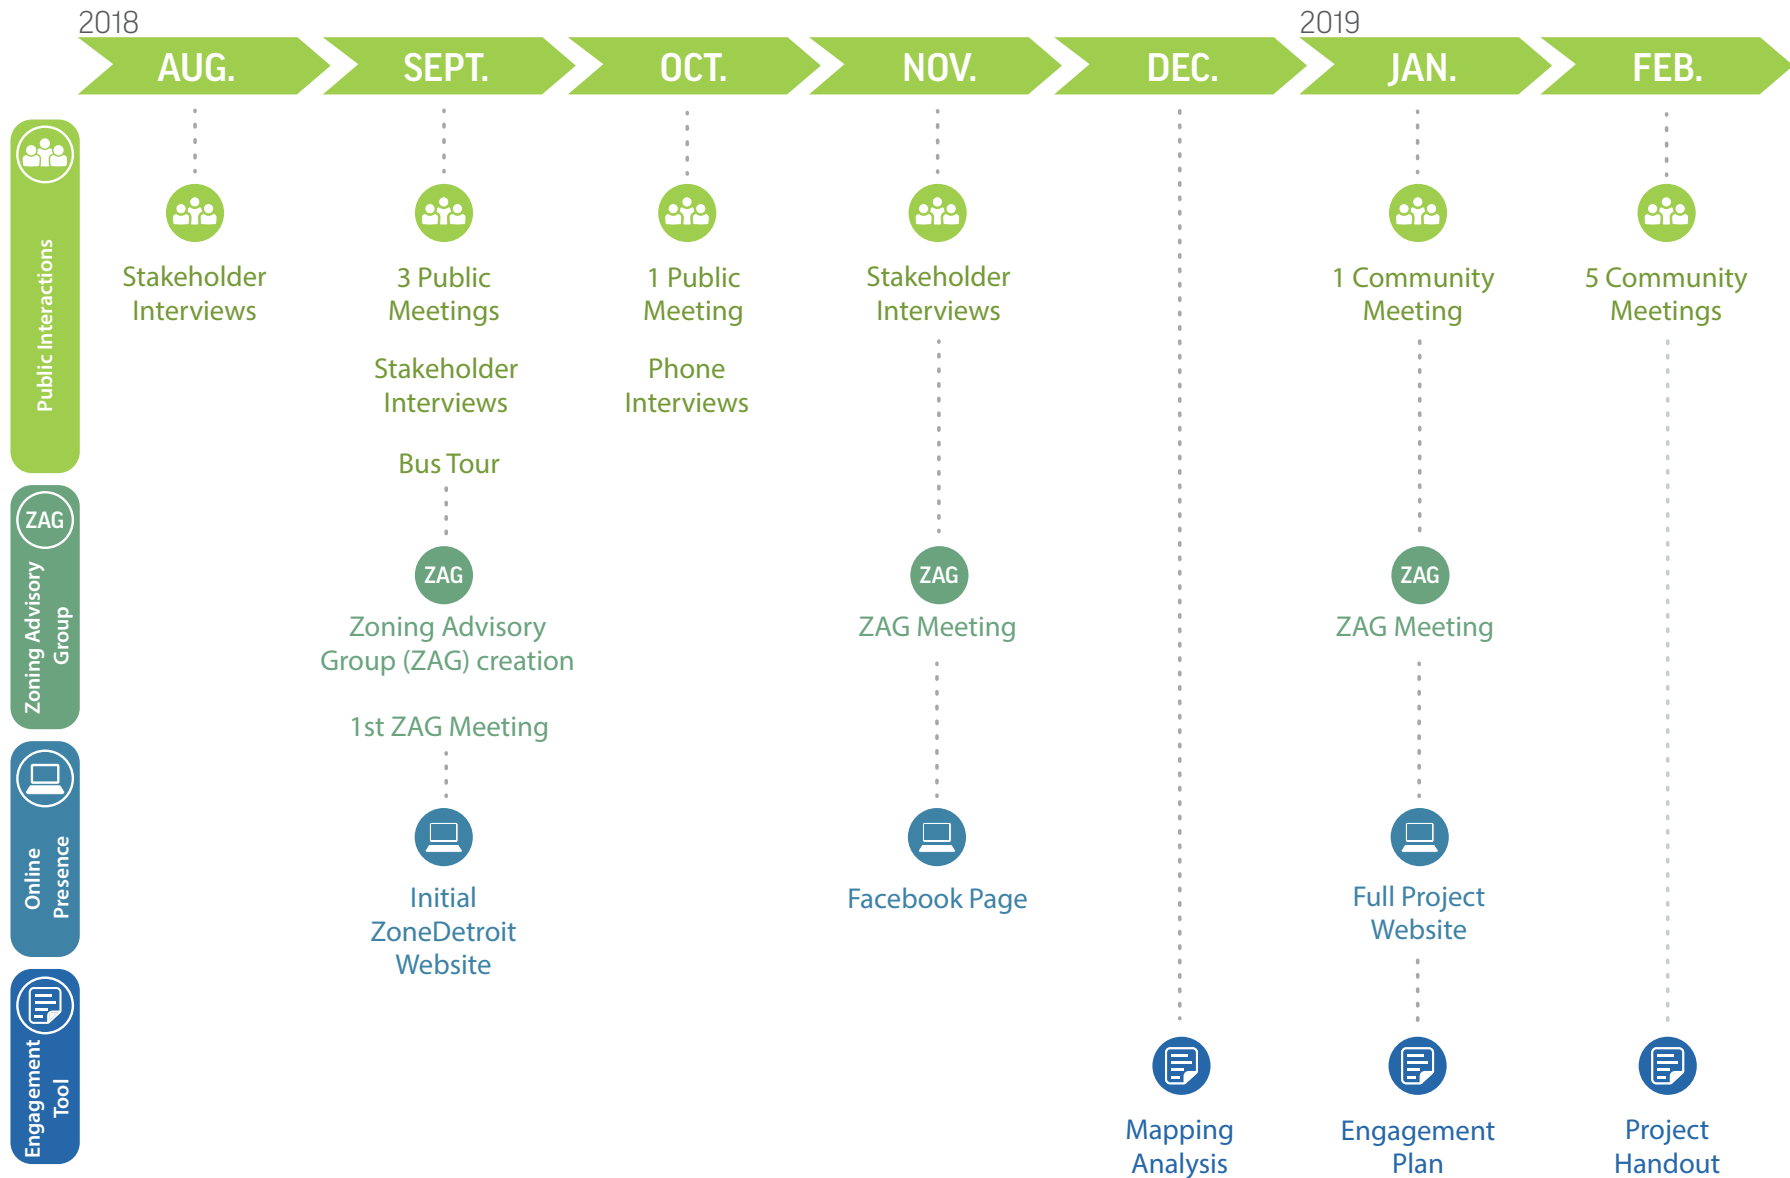 2018
2019
AUG.
SEPT.
OCT.
NOV.
DEC.
JAN.
FEB.
Public Interactions
Stakeholder
Interviews
3 Public
Meetings
Stakeholder
Interviews
Bus Tour
1 Public
Meeting
Phone
Interviews
Stakeholder
Interviews
1 Community
Meeting
5 Community
Meetings
ZAG
Zoning Advisory
Group
ZAG
Zoning Advisory
Group (ZAG) creation
1st ZAG Meeting
ZAG
ZAG Meeting
ZAG
ZAG Meeting
Online
Presence
Initial
ZoneDetroit
Website
Facebook Page
Full Project
Website
Engagement
Tool
Mapping
Analysis
Engagement
Plan
Project
Handout